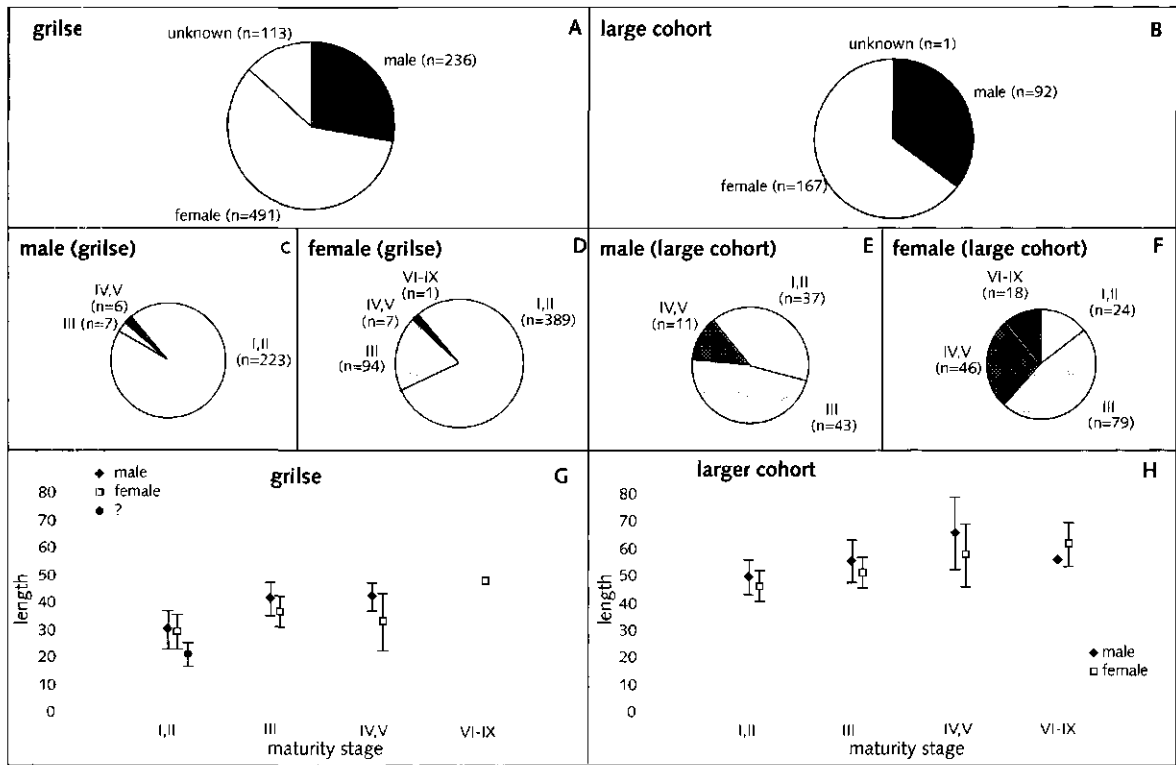 grilse
A
unknown (n=113)
male (n=236)
female (n=491)
large cohort
B
unknown (n=1)
male (n=92)
female (n=167)
male (grilse)
C
IV,V
(n=6)
III (n=7)
I,II
(n=223)
female (grilse)
D
VI-IX
(n=1)
IV,V
(n=7)
III
(n=94)
I,II
(n=389)
male (large cohort)
E
I,II
(n=37)
IV,V
(n=11)
III
(n=43)
female (large cohort)
F
VI-IX
(n=18)
I,II
(n=24)
IV,V
(n=46)
III
(n=79)
grilse
G
male
female
?
80
70
60
50
40
30
20
10
0
length
I,II
III
IV,V
VI-IX
maturity stage
larger cohort
H
80
70
60
50
40
30
20
10
0
length
male
female
I,II
III
IV,V
VI-IX
maturity stage